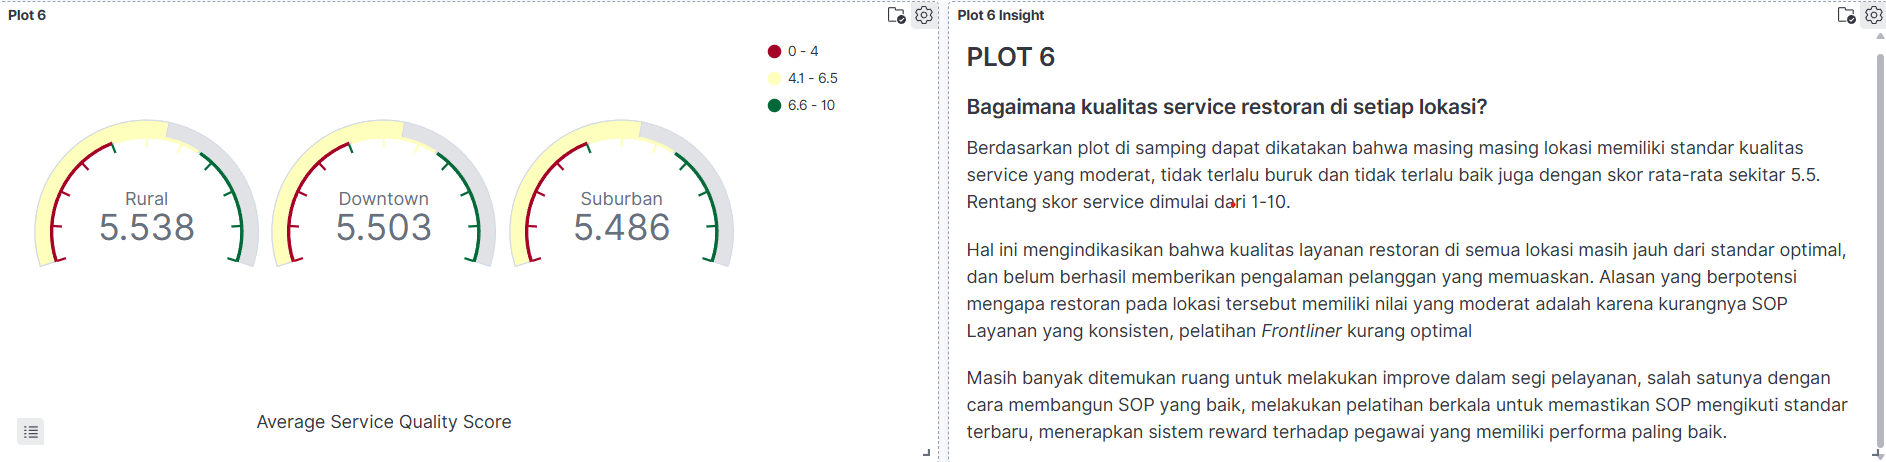 Plot 6
0 - 4
4.1 - 6.5
6.6 - 10
Rural
5.538
Downtown
5.503
Suburban
5.486
Average Service Quality Score
Plot 6 Insight
PLOT 6
Bagaimana kualitas service restoran di setiap lokasi?
Berdasarkan plot di samping dapat dikatakan bahwa masing masing lokasi memiliki standar kualitas
service yang moderat, tidak terlalu buruk dan tidak terlalu baik juga dengan skor rata-rata sekitar 5.5.
Rentang skor service dimulai dari 1-10.
Hal ini mengindikasikan bahwa kualitas layanan restoran di semua lokasi masih jauh dari standar optimal,
dan belum berhasil memberikan pengalaman pelanggan yang memuaskan. Alasan yang berpotensi
mengapa restoran pada lokasi tersebut memiliki nilai yang moderat adalah karena kurangnya SOP
Layanan yang konsisten, pelatihan Frontliner kurang optimal
Masih banyak ditemukan ruang untuk melakukan improve dalam segi pelayanan, salah satunya dengan
cara membangun SOP yang baik, melakukan pelatihan berkala untuk memastikan SOP mengikuti standar
terbaru, menerapkan sistem reward terhadap pegawai yang memiliki performa paling baik.